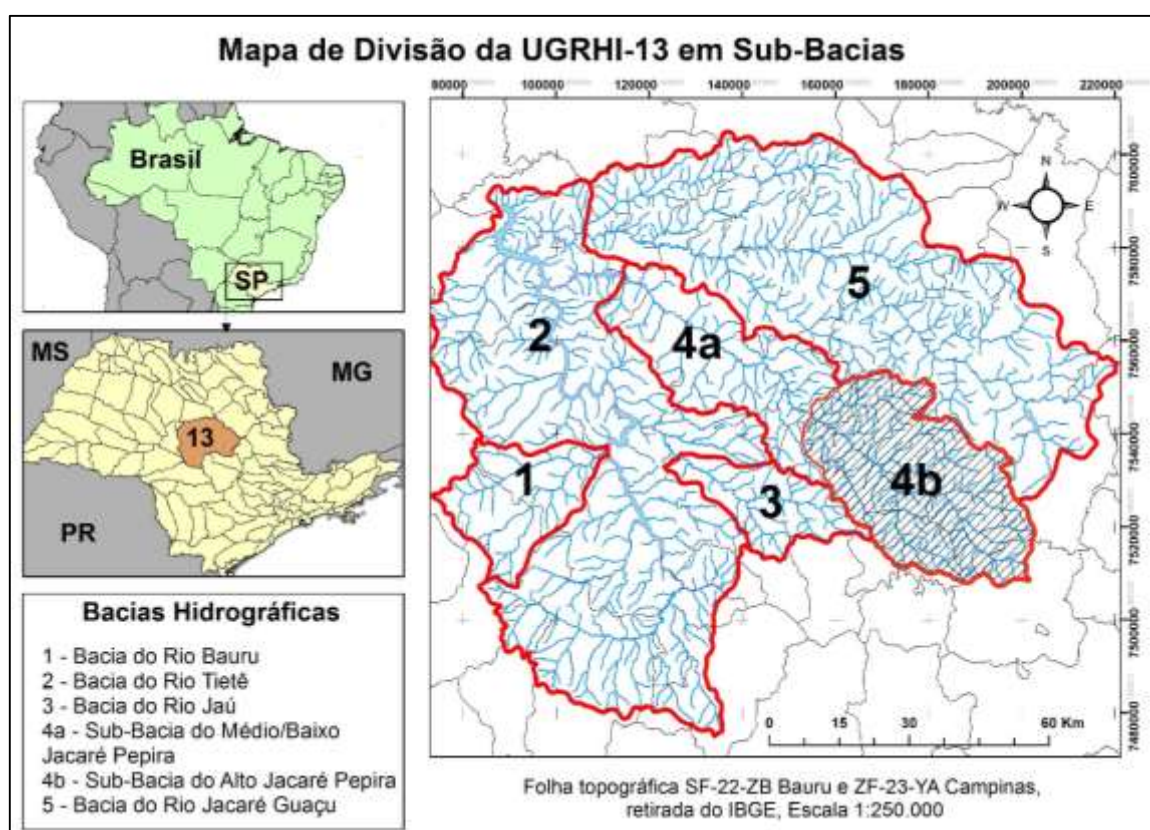 Mapa de Divisão da UGRHI-13 em Sub-Bacias
80000 100000 120000 140000 160000 180000 200000 220000
Brasil
SP
MS
MG
13
PR
N
W E
S
5
2
4a
4b
1
3
7600000
7580000
7560000
7540000
7520000
7500000
7480000
0 15 30 60 Km
Bacias Hidrográficas
1 - Bacia do Rio Bauru
2 - Bacia do Rio Tietê
3 - Bacia do Rio Jaú
4a - Sub-Bacia do Médio/Baixo
Jacaré Pepira
4b - Sub-Bacia do Alto Jacaré Pepira
5 - Bacia do Rio Jacaré Guaçu
Folha topográfica SF-22-ZB Bauru e ZF-23-YA Campinas,
retirada do IBGE, Escala 1:250.000